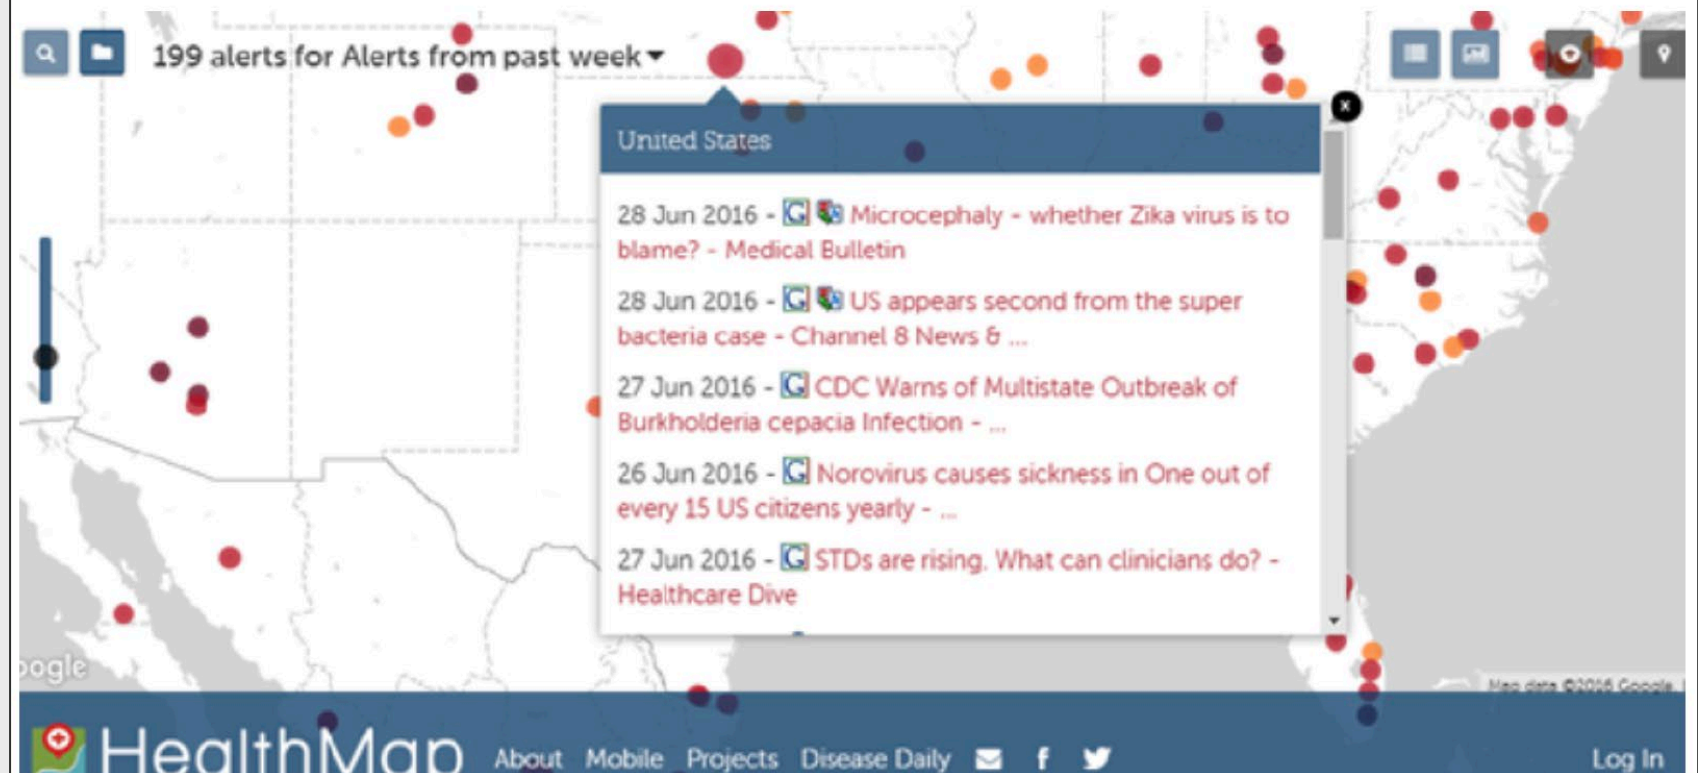 199 alerts for Alerts from past week
x
United States
28 Jun 2016 - G Microcephaly - whether Zika virus is to
blame? - Medical Bulletin
28 Jun 2016 - G US appears second from the super
bacteria case - Channel 8 News & ...
27 Jun 2016 - G CDC Warns of Multistate Outbreak of
Burkholderia cepacia Infection - ...
26 Jun 2016 - G Norovirus causes sickness in One out of
every 15 US citizens yearly - ...
27 Jun 2016 - G STDs are rising. What can clinicians do? -
Healthcare Dive
oogle
Map data ©2016 Google,
HealthMap About Mobile Projects Disease Daily f Log In